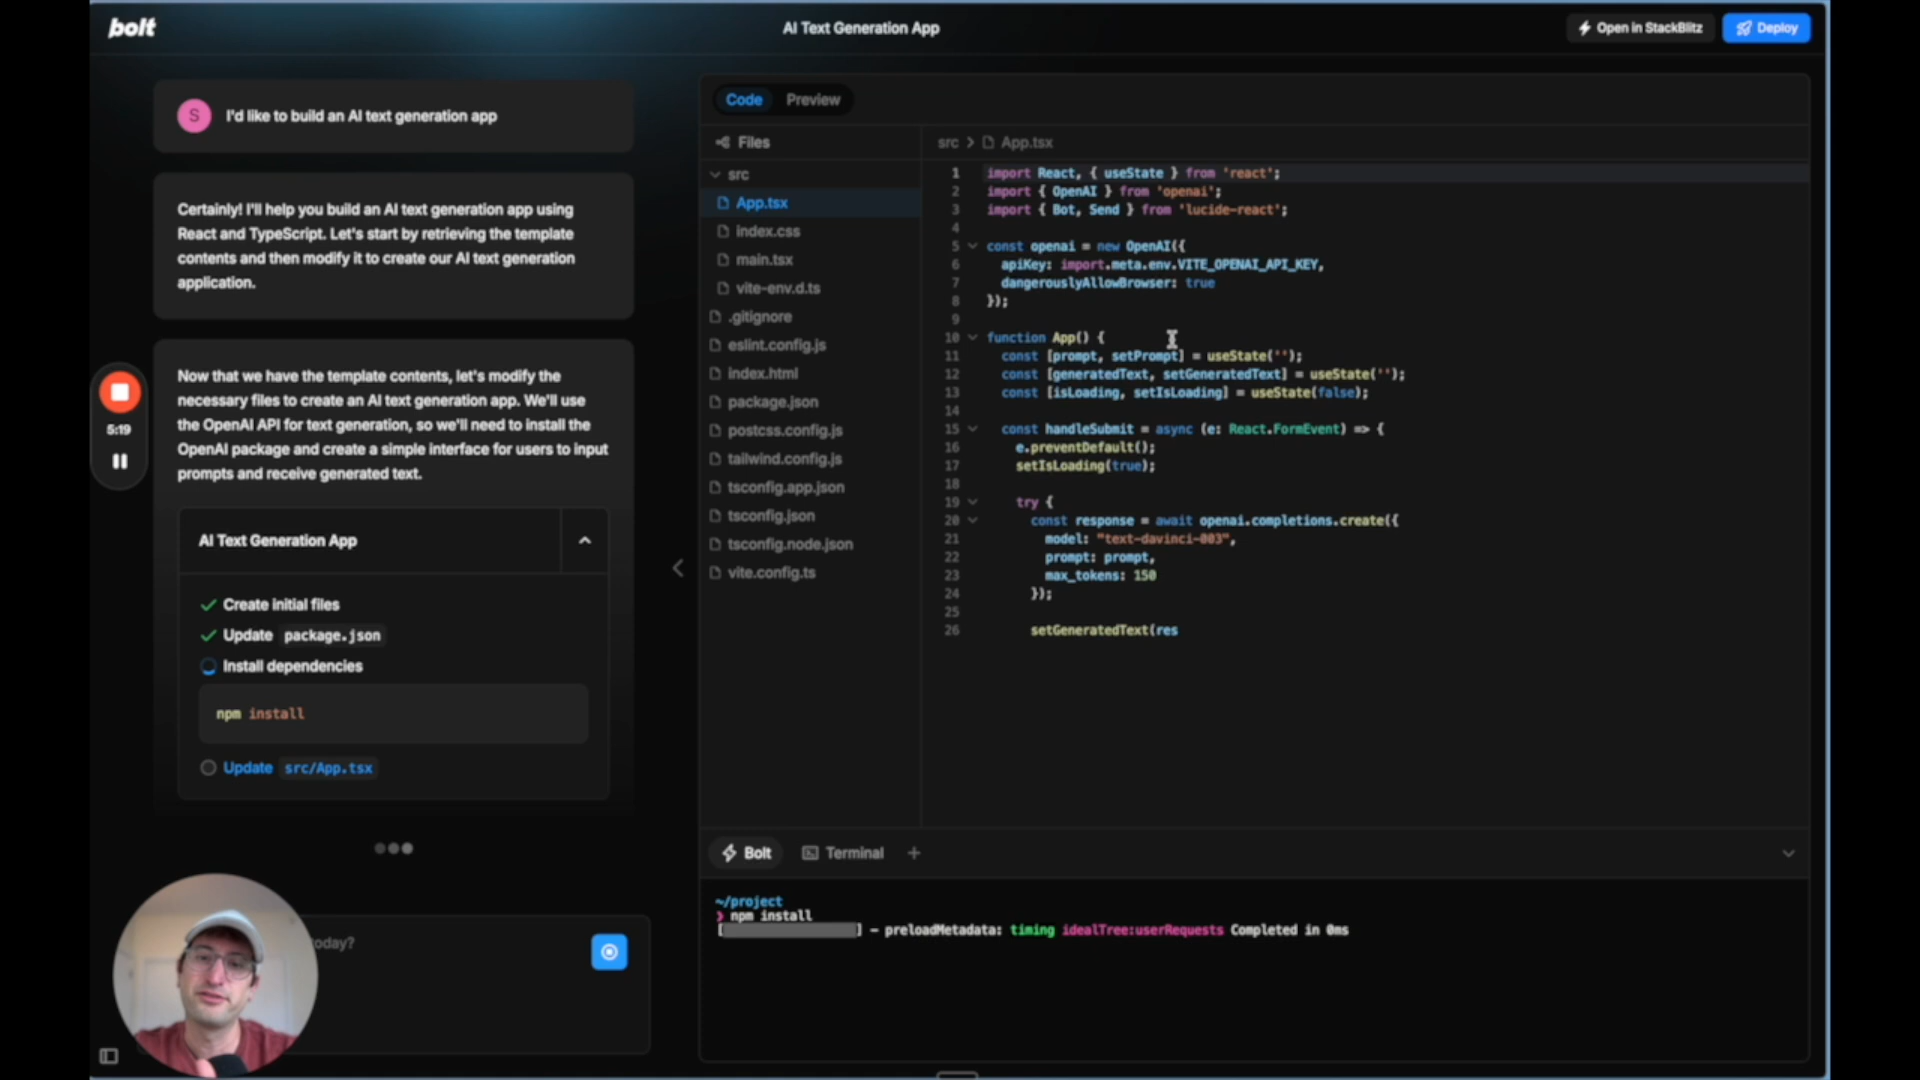 bolt
AI Text Generation App
Open in StackBlitz
Deploy
S
I'd like to build an AI text generation app
Certainly! I'll help you build an AI text generation app using
React and TypeScript. Let's start by retrieving the template
contents and then modify it to create our AI text generation
application.
Now that we have the template contents, let's modify the
necessary files to create an AI text generation app. We'll use
the OpenAI API for text generation, so we'll need to install the
OpenAI package and create a simple interface for users to input
prompts and receive generated text.
AI Text Generation App
Create initial files
Update package.json
Install dependencies
npm install
Update src/App.tsx
5:19
today?
Code Preview
Files
src
App.tsx
index.css
main.tsx
vite-env.d.ts
.gitignore
eslint.config.js
index.html
package.json
postcss.config.js
tailwind.config.js
tsconfig.app.json
tsconfig.json
tsconfig.node.json
vite.config.ts
src > App.tsx
1 import React, { useState } from 'react';
2 import { OpenAI } from 'openai';
3 import { Bot, Send } from 'lucide-react';
4
5 const openai = new OpenAI({
6 apiKey: import.meta.env.VITE_OPENAI_API_KEY,
7 dangerouslyAllowBrowser: true
8 });
9
10 function App() {
11 const [prompt, setPrompt] = useState('');
12 const [generatedText, setGeneratedText] = useState('');
13 const [isLoading, setIsLoading] = useState(false);
14
15 const handleSubmit = async (e: React.FormEvent) => {
16 e.preventDefault();
17 setIsLoading(true);
18
19 try {
20 const response = await openai.completions.create({
21 model: "text-davinci-003",
22 prompt: prompt,
23 max_tokens: 150
24 });
25
26 setGeneratedText(res
Bolt
Terminal
+
~/project
❯ npm install
[ ] – preloadMetadata: timing idealTree:userRequests Completed in 0ms